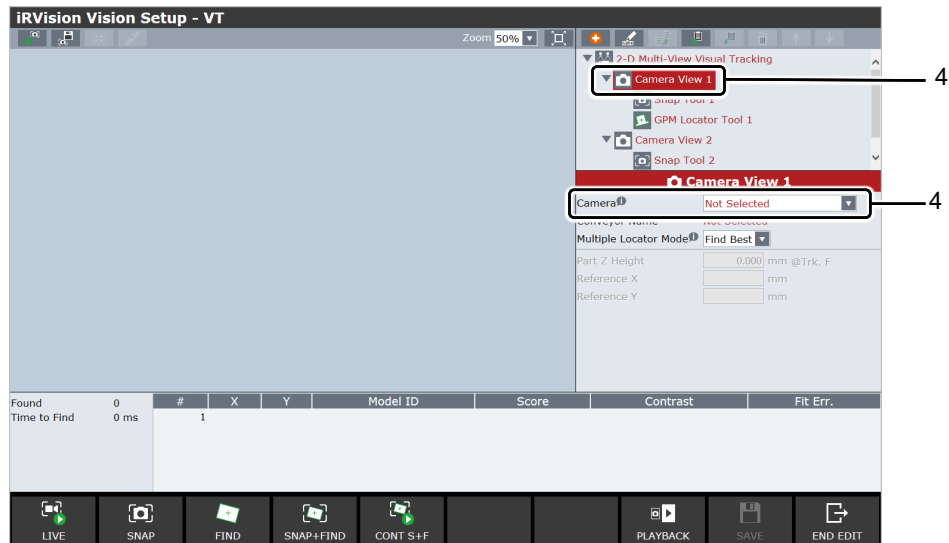 iRVision Vision Setup - VT
Zoom 50%
2-D Multi-View Visual Tracking
Camera View 1
4
Snap Tool 1
GPM Locator Tool 1
Camera View 2
Snap Tool 2
Camera View 1
Camera Not Selected
4
Conveyor Name Not Selected
Multiple Locator Mode Find Best
Part Z Height 0.000 mm @Trk. F
Reference X mm
Reference Y mm
Found 0 # X Y Model ID Score Contrast Fit Err.
Time to Find 0 ms 1
LIVE SNAP FIND SNAP+FIND CONT S+F PLAYBACK SAVE END EDIT